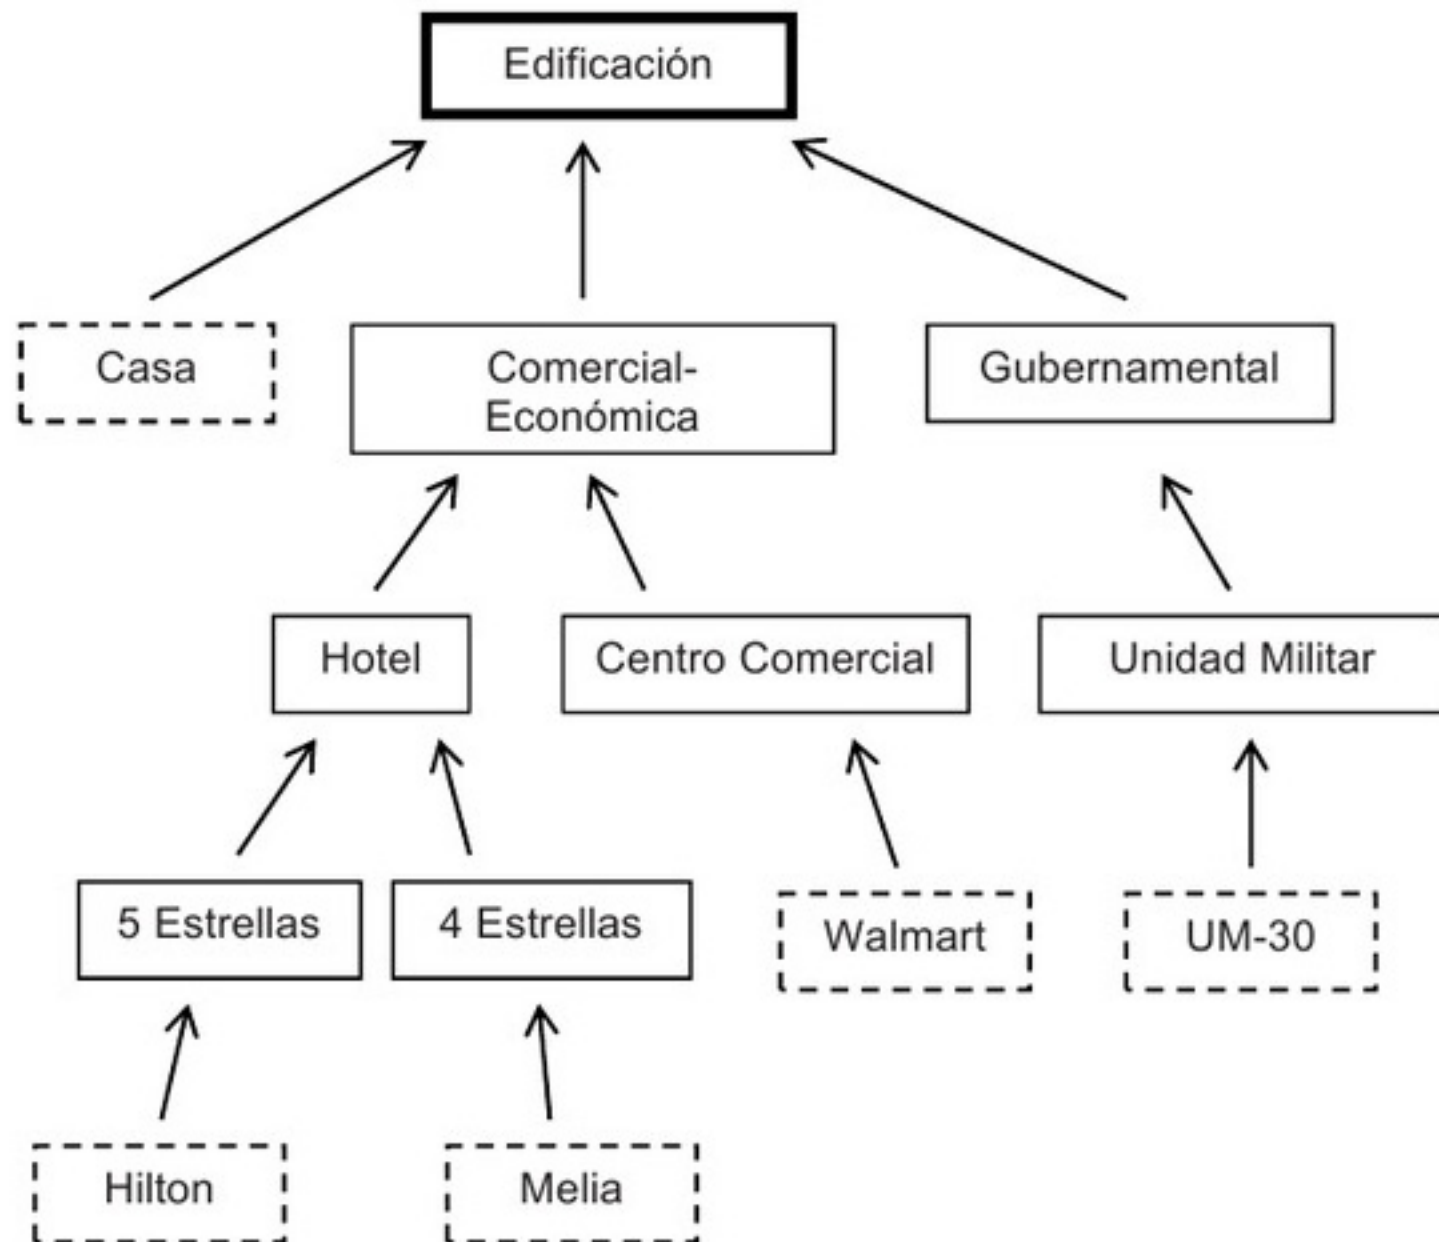 Edificación
Casa
Comercial-
Económica
Gubernamental
Hotel
Centro Comercial
Unidad Militar
5 Estrellas
4 Estrellas
Walmart
UM-30
Hilton
Melia